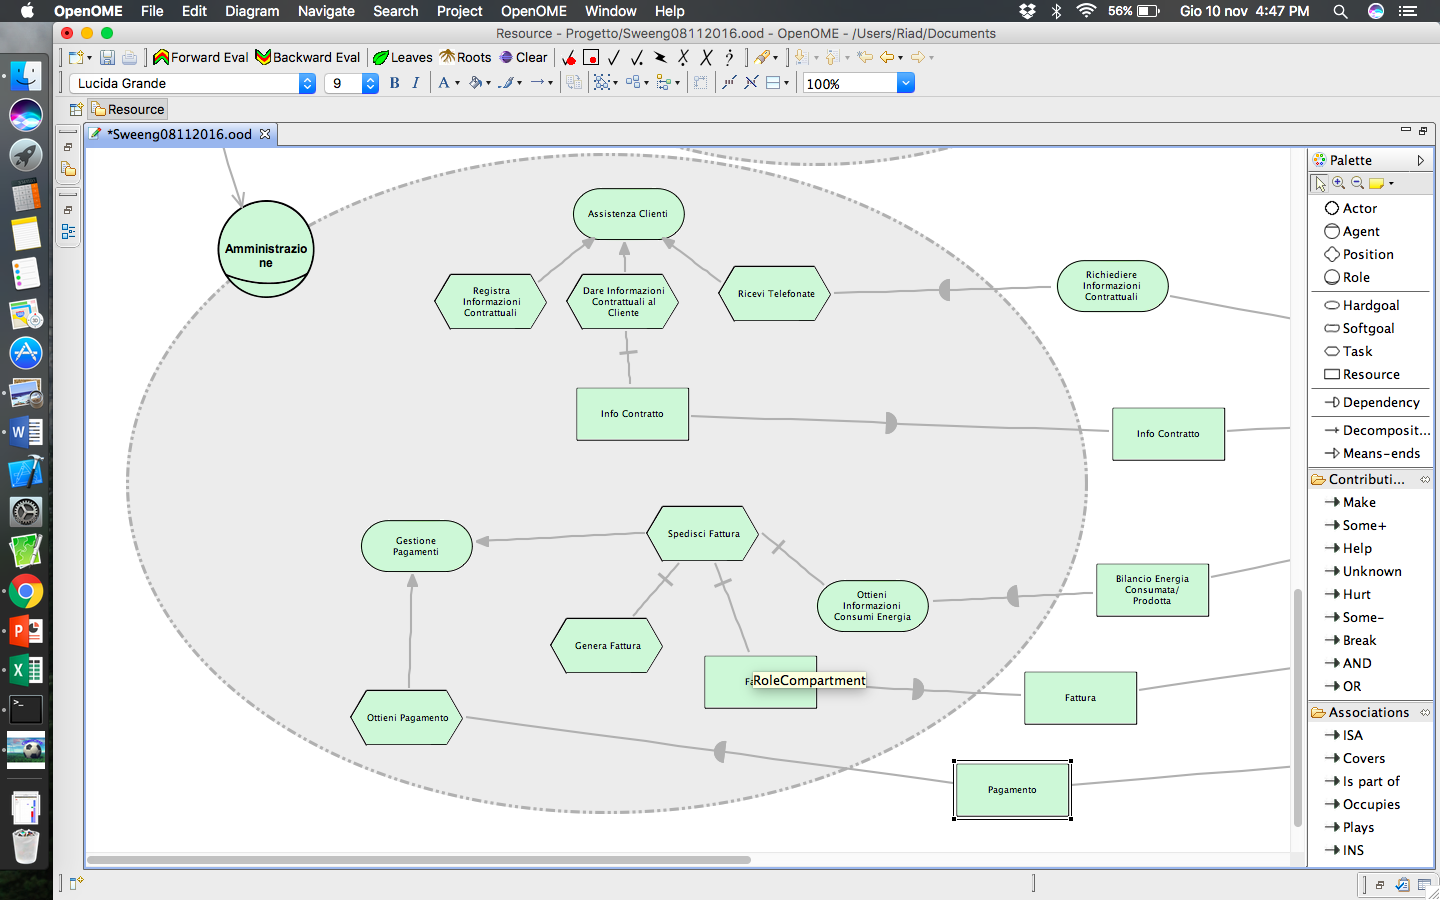 OpenOME File Edit Diagram Navigate Search Project OpenOME Window Help 56% Gio 10 nov 4:47 PM
Resource - Progetto/Sweeng08112016.ood - OpenOME - /Users/Riad/Documents
Forward Eval Backward Eval Leaves Roots Clear
Lucida Grande 9 B I A 100%
Resource
*Sweeng08112016.ood
Amministrazio
ne
Assistenza Clienti
Registra
Informazioni
Contrattuali
Dare Informazioni
Contrattuali al
Cliente
Ricevi Telefonate
Richiediere
Informazioni
Contrattuali
Info Contratto
Info Contratto
Gestione
Pagamenti
Spedisci Fattura
Ottieni
Informazioni
Consumi Energia
Bilancio Energia
Consumata/
Prodotta
Genera Fattura
RoleCompartment
Fattura
Ottieni Pagamento
Pagamento
Palette
Actor
Agent
Position
Role
Hardgoal
Softgoal
Task
Resource
Dependency
Decomposit...
Means-ends
Contributi...
Make
Some+
Help
Unknown
Hurt
Some-
Break
AND
OR
Associations
ISA
Covers
Is part of
Occupies
Plays
INS